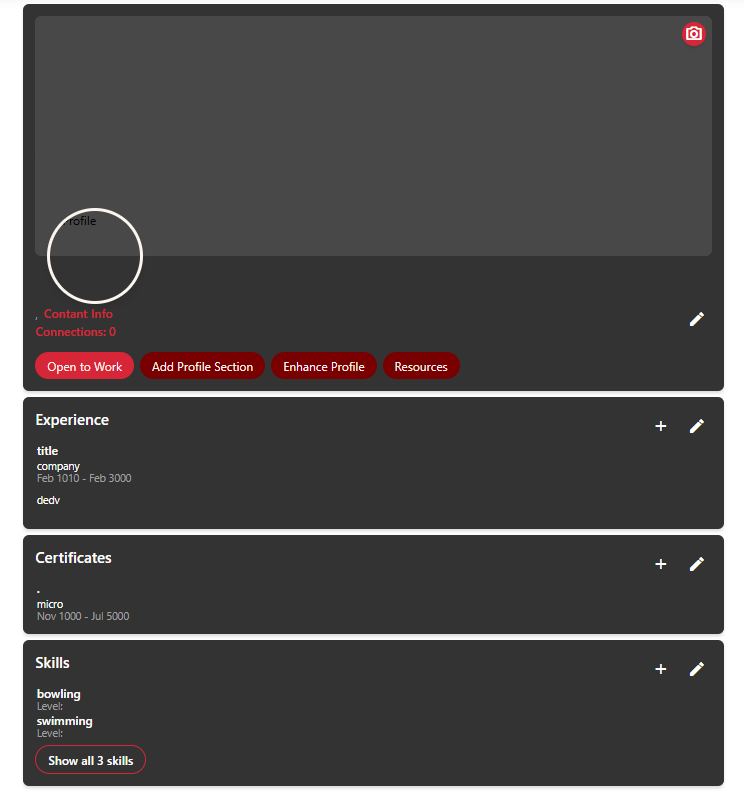 rofile
, Contant Info
Connections: 0
Open to Work Add Profile Section Enhance Profile Resources
Experience
title
company
Feb 1010 - Feb 3000
dedv
Certificates
.
micro
Nov 1000 - Jul 5000
Skills
bowling
Level:
swimming
Level:
Show all 3 skills